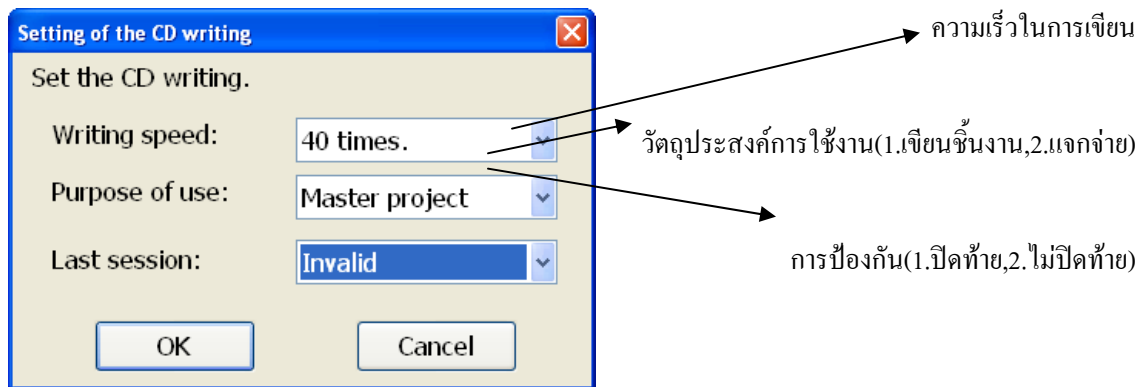 Setting of the CD writing
ความเร็วในการเขียน
Set the CD writing.
Writing speed:
40 times.
วัตถุประสงค์การใช้งาน(1.เขียนชิ้นงาน,2.แจกจ่าย)
Purpose of use:
Master project
Last session:
Invalid
การป้องกัน(1.ปิดท้าย,2.ไม่ปิดท้าย)
OK
Cancel